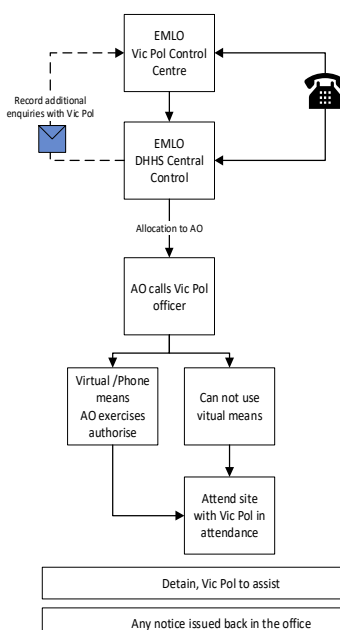 EMLO
Vic Pol Control
Centre
Record additional
enquiries with Vic Pol
EMLO
DHHS Central
Control
Allocation to AO
AO calls Vic Pol
officer
Virtual /Phone
means
AO exercises
authorise
Can not use
vitual means
Attend site
with Vic Pol in
attendance
Detain, Vic Pol to assist
Any notice issued back in the office